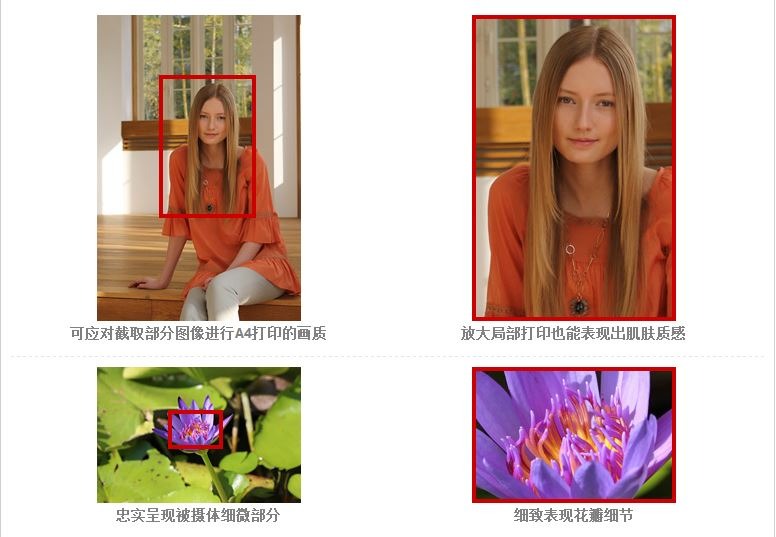 可应对截取部分图像进行A4打印的画质
放大局部打印也能表现出肌肤质感
忠实呈现被摄体细微部分
细致表现花瓣细节